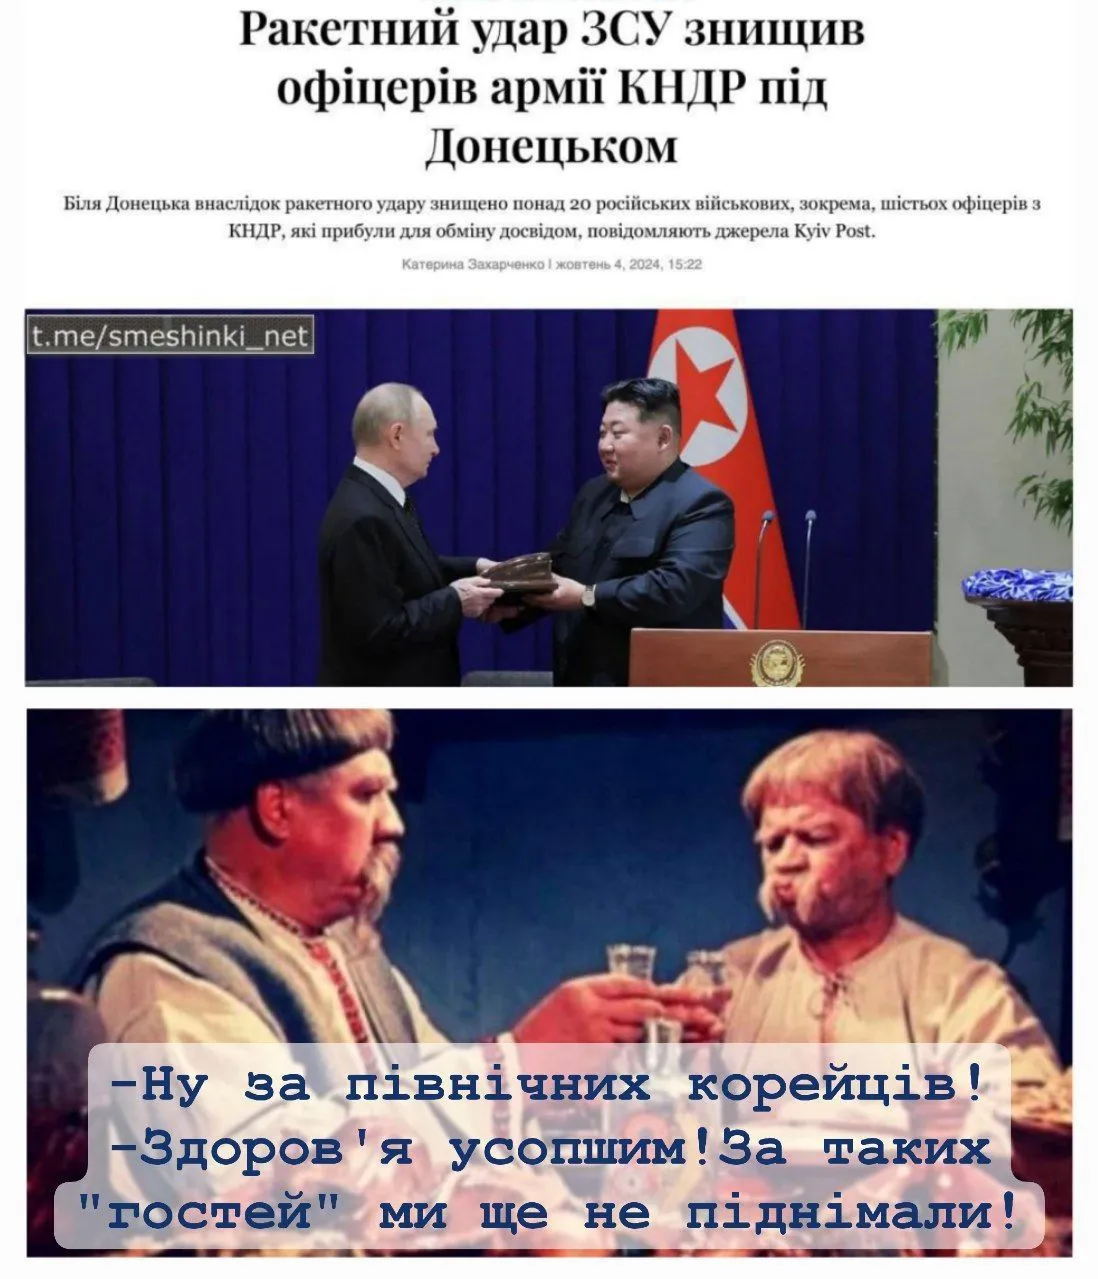 Ракетний удар ЗСУ знищив
офіцерів армії КНДР під
Донецьком
Біля Донецька внаслідок ракетного удару знищено понад 20 російських військових, зокрема, шістьох офіцерів з
КНДР, які прибули для обміну досвідом, повідомляють джерела Kyiv Post.
Катерина Захарченко | жовтень 4, 2024, 15:22
t.me/smeshinki_net
-Ну за північних корейців!
-Здоров'я усопшим!За таких
"гостей" ми ще не піднімали!